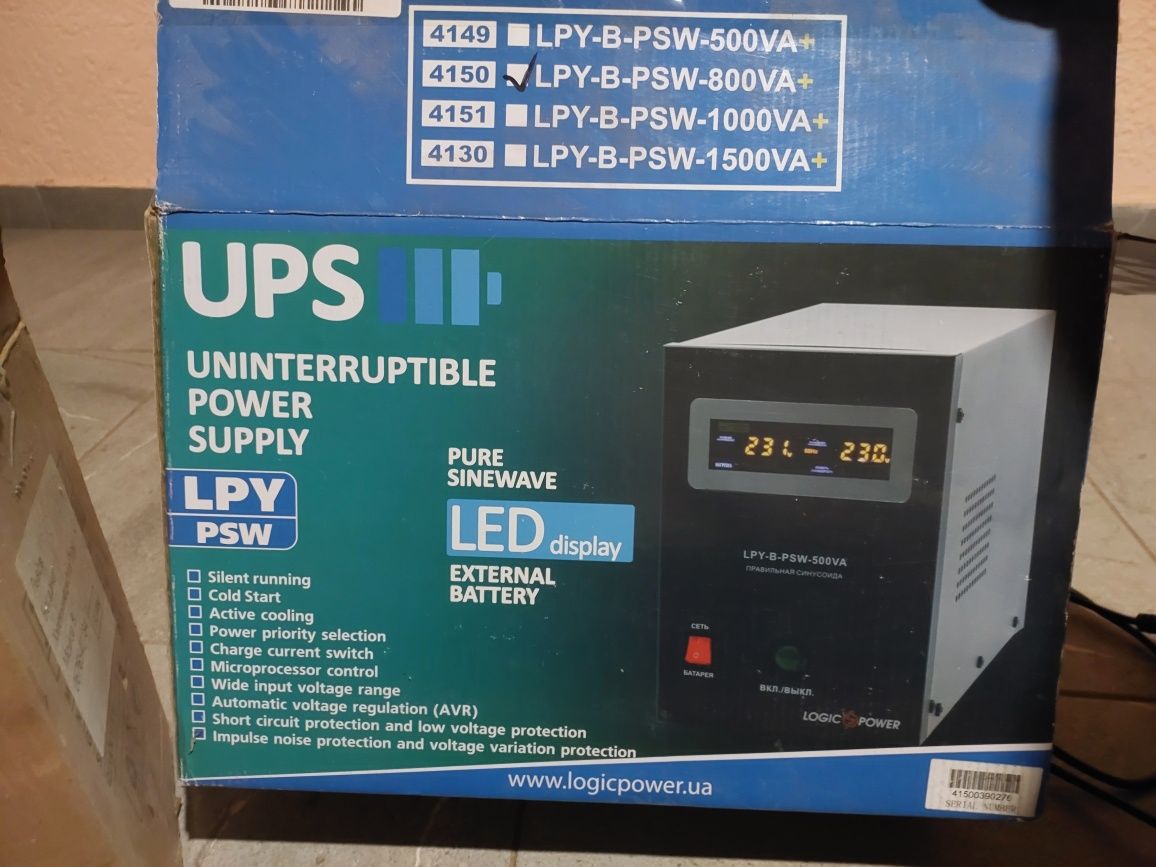 4149 LPY-B-PSW-500VA+
4150 LPY-B-PSW-800VA+
4151 LPY-B-PSW-1000VA+
4130 LPY-B-PSW-1500VA+
UPS
UNINTERRUPTIBLE
POWER
SUPPLY
LPY
PSW
PURE
SINEWAVE
LED display
EXTERNAL
BATTERY
Silent running
Cold Start
Active cooling
Power priority selection
Charge current switch
Microprocessor control
Wide input voltage range
Automatic voltage regulation (AVR)
Short circuit protection and low voltage protection
Impulse noise protection and voltage variation protection
231 230
LPY-B-PSW-500VA
ПРАВИЛЬНАЯ СИНУСОИДА
СЕТЬ
БАТАРЕЯ
ВКЛ./ВЫКЛ.
LOGIC POWER
www.logicpower.ua
41500390276
SERIAL NUMBER